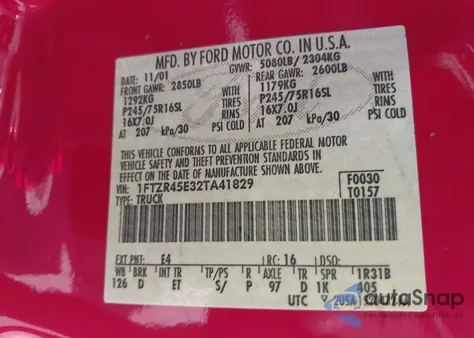 MFD. BY FORD MOTOR CO. IN U.S.A.
DATE: 11/01 GVWR: 5080LB/ 2304KG
FRONT GAWR: 2850LB REAR GAWR: 2600LB
1292KG WITH 1179KG WITH
P245/75R16SL TIRES P245/75R16SL TIRES
16X7.0J RIMS 16X7.0J RIMS
AT 207 kPa/30 PSI COLD AT 207 kPa/30 PSI COLD
THIS VEHICLE CONFORMS TO ALL APPLICABLE FEDERAL MOTOR
VEHICLE SAFETY AND THEFT PREVENTION STANDARDS IN
EFFECT ON THE DATE OF MANUFACTURE SHOWN ABOVE.
VIN: 1FTZR45E32TA41829 F0030
TYPE: TRUCK T0157
EXT PNT: E4 RC: 16 DSO:
WB BRK INT TR TP/PS R AXLE TR SPR 1R31B
126 D ET S/ P 97 D 1K 405
UTC
autoSnap